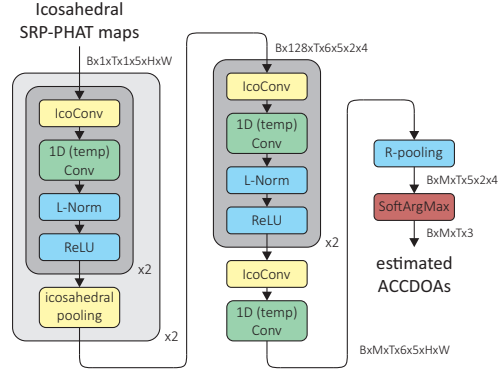 Icosahedral
SRP-PHAT maps
Bx1xTx1x5xHxW
IcoConv
1D (temp)
Conv
L-Norm
ReLU
x2
icosahedral
pooling
x2
Bx128xTx6x5x2x4
IcoConv
1D (temp)
Conv
L-Norm
ReLU
x2
IcoConv
1D (temp)
Conv
BxMxTx6x5xHxW
R-pooling
BxMxTx5x2x4
SoftArgMax
BxMxTx3
estimated
ACCDOAs